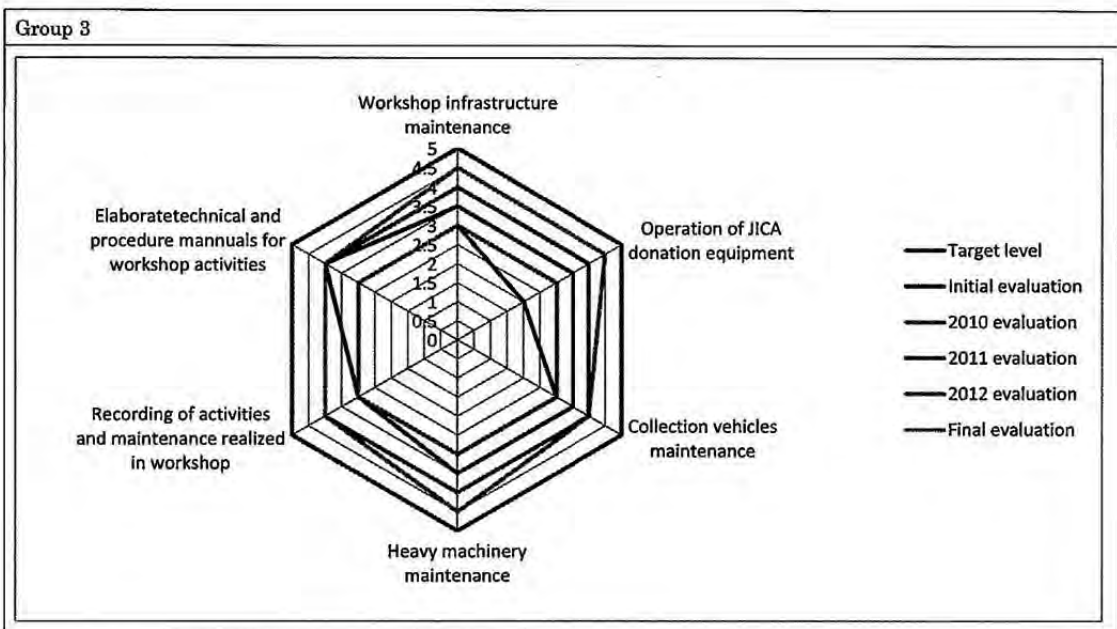 Group 3
Workshop infrastructure
maintenance
5
4.5
4
3.5
3
2.5
2
1.5
1
0.5
0
Operation of JICA
donation equipment
Collection vehicles
maintenance
Heavy machinery
maintenance
Recording of activities
and maintenance realized
in workshop
Elaboratetechnical and
procedure mannuals for
workshop activities
Target level
Initial evaluation
2010 evaluation
2011 evaluation
2012 evaluation
Final evaluation